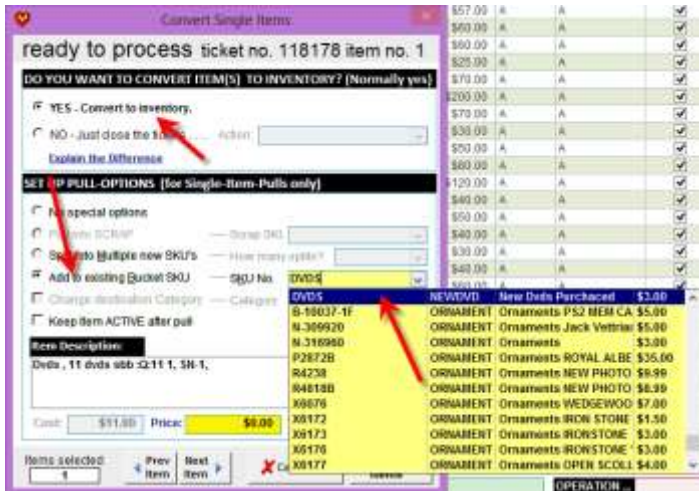 Convert Single Items
ready to process ticket no. 118178 item no. 1
DO YOU WANT TO CONVERT ITEM(S) TO INVENTORY? (Normally yes)
YES - Convert to inventory.
NO - Just close the Action:
Explain the Difference
SET UP PULL-OPTIONS (for Single-Item-Pulls only)
No special options
SCRAP Scrap SKU
Multiple new SKU's How many splits?
Add to existing Bucket SKU SKU No. DVDS
Change destination Category Category
Keep item ACTIVE after pull
Item Description:
Dvds , 11 dvds sbb :Q:11 1, SH-1,
Cost: $11.00 Price: $0.00
Items selected: 1
Prev Item
Next Item
DVDS NEWDVD New Dvds Purchased $3.00
B-10037-1F ORNAMENT Ornaments PS2 MEM CA $5.00
N-309920 ORNAMENT Ornaments Jack Vettriai $5.00
N-316960 ORNAMENT Ornaments $3.00
P2872B ORNAMENT Ornaments ROYAL ALBE $35.00
R4238 ORNAMENT Ornaments NEW PHOTO $9.99
R4818B ORNAMENT Ornaments NEW PHOTO $8.99
X6076 ORNAMENT Ornaments WEDGEWOO $7.00
X6172 ORNAMENT Ornaments IRON STONE $1.50
X6173 ORNAMENT Ornaments IRONSTONE $3.00
X6176 ORNAMENT Ornaments IRONSTONE ' $3.00
X6177 ORNAMENT Ornaments OPEN SCOLL $4.00
$57.00 A A
$60.00 A A
$60.00 A A
$25.00 A A
$70.00 A A
$200.00 A A
$70.00 A A
$30.00 A A
$50.00 A A
$80.00 A A
$120.00 A A
$40.00 A A
$50.00 A A
$40.00 A A
$30.00 A A
$40.00 A A
OPERATION ...